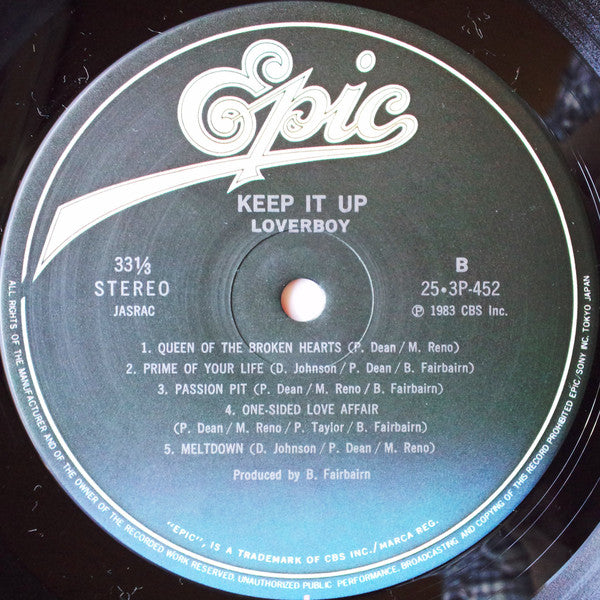 Epic
KEEP IT UP
LOVERBOY
33⅓
STEREO
JASRAC
B
25•3P-452
Ⓟ 1983 CBS Inc.
1. QUEEN OF THE BROKEN HEARTS (P. Dean/M. Reno)
2. PRIME OF YOUR LIFE (D. Johnson/P. Dean/B. Fairbairn)
3. PASSION PIT (P. Dean/M. Reno/B. Fairbairn)
4. ONE-SIDED LOVE AFFAIR
(P. Dean/M. Reno/P. Taylor/B. Fairbairn)
5. MELTDOWN (D. Johnson/P. Dean/M. Reno)
Produced by B. Fairbairn
"EPIC", IS A TRADEMARK OF CBS INC./MARCA REG.
ALL RIGHTS OF THE MANUFACTURER AND OF THE OWNER OF THE RECORDED WORK RESERVED. UNAUTHORIZED PUBLIC PERFORMANCE, BROADCASTING AND COPYING OF THIS RECORD PROHIBITED EPIC/SONY INC. TOKYO JAPAN